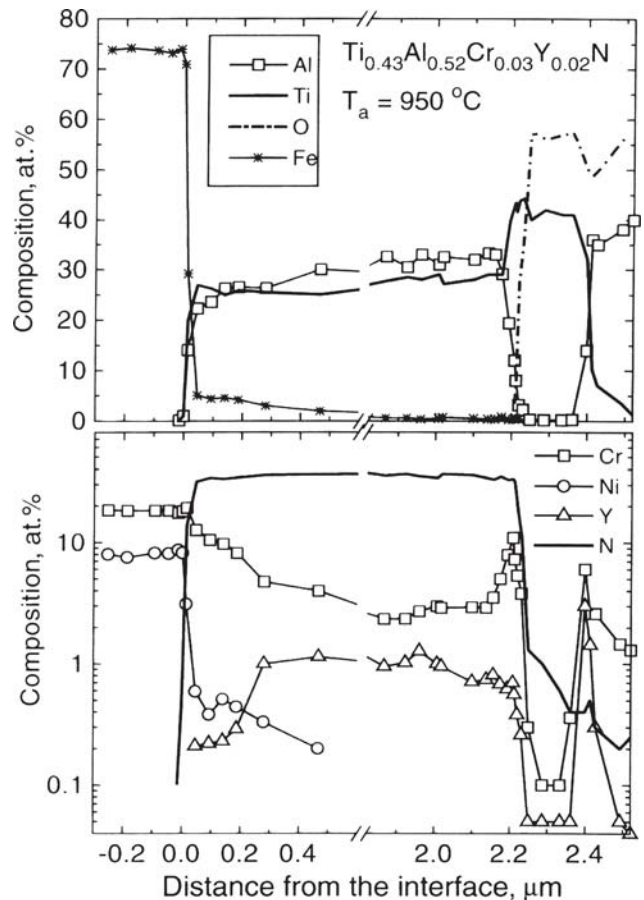 80
70
60
50
40
30
20
10
0
Composition, at.%
Al
Ti
O
Fe
Ti0.43Al0.52Cr0.03Y0.02N
Ta = 950 °C
10
1
0.1
Composition, at.%
Cr
Ni
Y
N
-0.2 0.0 0.2 0.4 2.0 2.2 2.4
Distance from the interface, μm